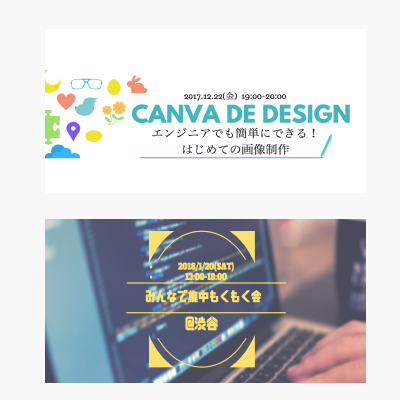 2017.12.22(金) 19:00-20:00
CANVA DE DESIGN
エンジニアでも簡単にできる！
はじめての画像制作
2018/1/20(SAT)
13:00-18:00
みんなで集中もくもく会
@渋谷